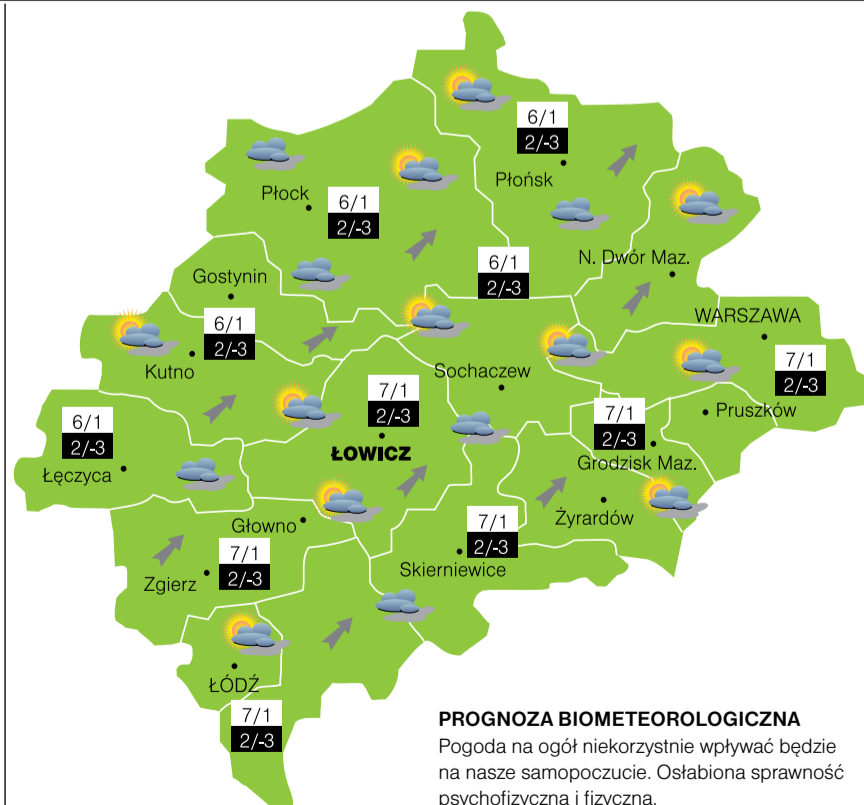 6/1
2/-3
Płońsk
Płock
6/1
2/-3
6/1
2/-3
N. Dwór Maz.
Gostynin
6/1
2/-3
Kutno
WARSZAWA
7/1
2/-3
Sochaczew
7/1
2/-3
ŁOWICZ
Pruszków
7/1
2/-3
Grodzisk Maz.
6/1
2/-3
Łęczyca
Żyrardów
Głowno
7/1
2/-3
Skierniewice
7/1
2/-3
Zgierz
ŁÓDŹ
7/1
2/-3
PROGNOZA BIOMETEOROLOGICZNA
Pogoda na ogół niekorzystnie wpływać będzie
na nasze samopoczucie. Osłabiona sprawność
psychofizyczna i fizyczna.